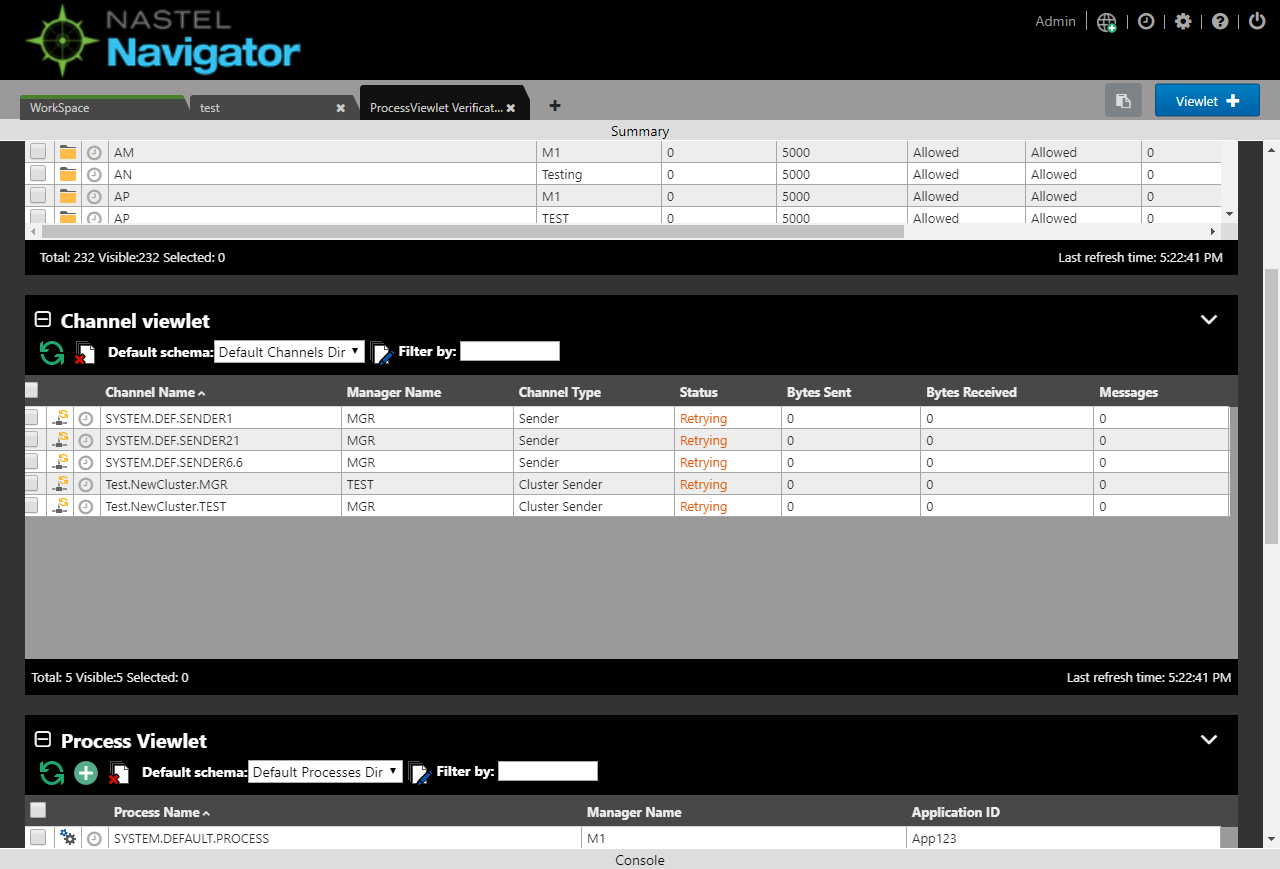 NASTEL
Navigator
Admin
WorkSpace test ProcessViewlet Verificat... Viewlet
Summary
AM M1 0 5000 Allowed Allowed 0
AN Testing 0 5000 Allowed Allowed 0
AP M1 0 5000 Allowed Allowed 0
AP TEST 0 5000 Allowed Allowed 0
Total: 232 Visible:232 Selected: 0 Last refresh time: 5:22:41 PM
Channel viewlet
Default schema: Default Channels Dir Filter by:
Channel Name Manager Name Channel Type Status Bytes Sent Bytes Received Messages
SYSTEM.DEF.SENDER1 MGR Sender Retrying 0 0 0
SYSTEM.DEF.SENDER21 MGR Sender Retrying 0 0 0
SYSTEM.DEF.SENDER6.6 MGR Sender Retrying 0 0 0
Test.NewCluster.MGR TEST Cluster Sender Retrying 0 0 0
Test.NewCluster.TEST MGR Cluster Sender Retrying 0 0 0
Total: 5 Visible:5 Selected: 0 Last refresh time: 5:22:41 PM
Process Viewlet
Default schema: Default Processes Dir Filter by:
Process Name Manager Name Application ID
SYSTEM.DEFAULT.PROCESS M1 App123
Console